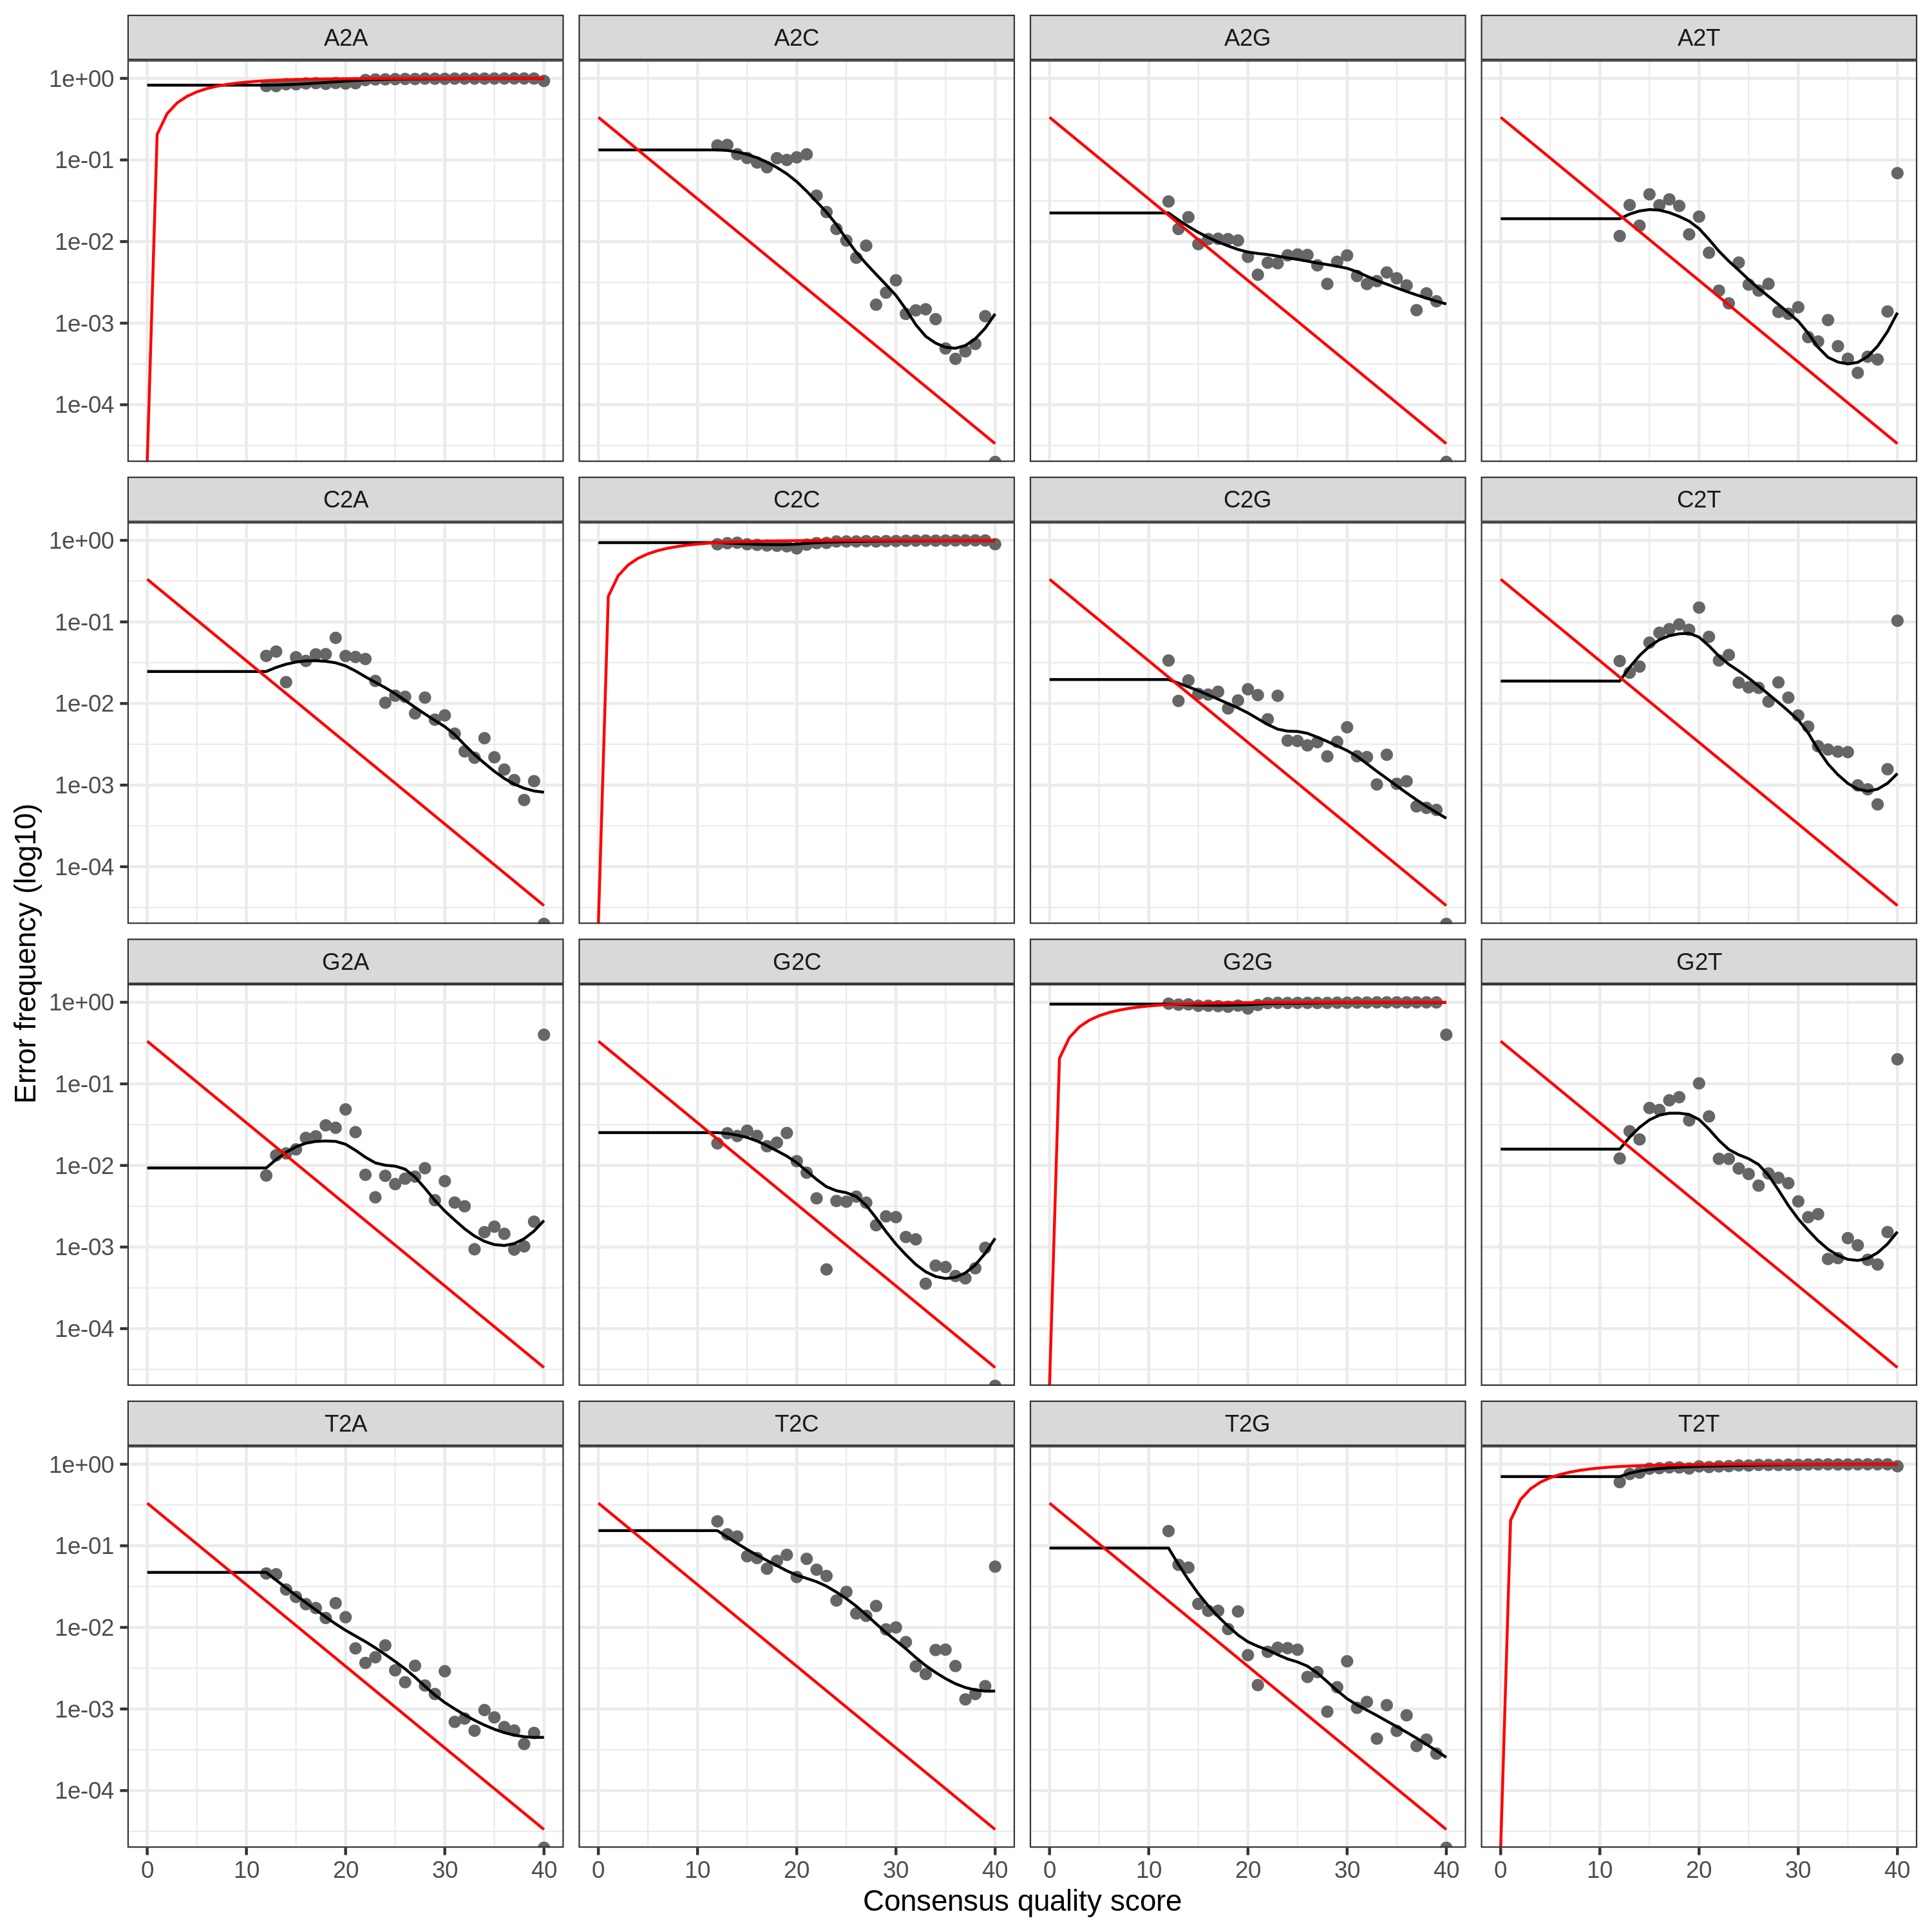 A2A A2C A2G A2T
1e+00
1e-01
1e-02
1e-03
1e-04
C2A C2C C2G C2T
1e+00
1e-01
1e-02
1e-03
1e-04
Error frequency (log10)
G2A G2C G2G G2T
1e+00
1e-01
1e-02
1e-03
1e-04
T2A T2C T2G T2T
1e+00
1e-01
1e-02
1e-03
1e-04
0 10 20 30 40 0 10 20 30 40 0 10 20 30 40 0 10 20 30 40
Consensus quality score